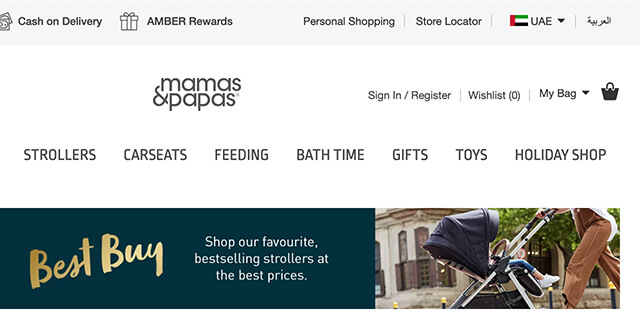 Cash on Delivery
AMBER Rewards
Personal Shopping
Store Locator
UAE
العربية
mamas
&papas
Sign In / Register
Wishlist (0)
My Bag
STROLLERS
CARSEATS
FEEDING
BATH TIME
GIFTS
TOYS
HOLIDAY SHOP
Best Buy
Shop our favourite,
bestselling strollers at
the best prices.